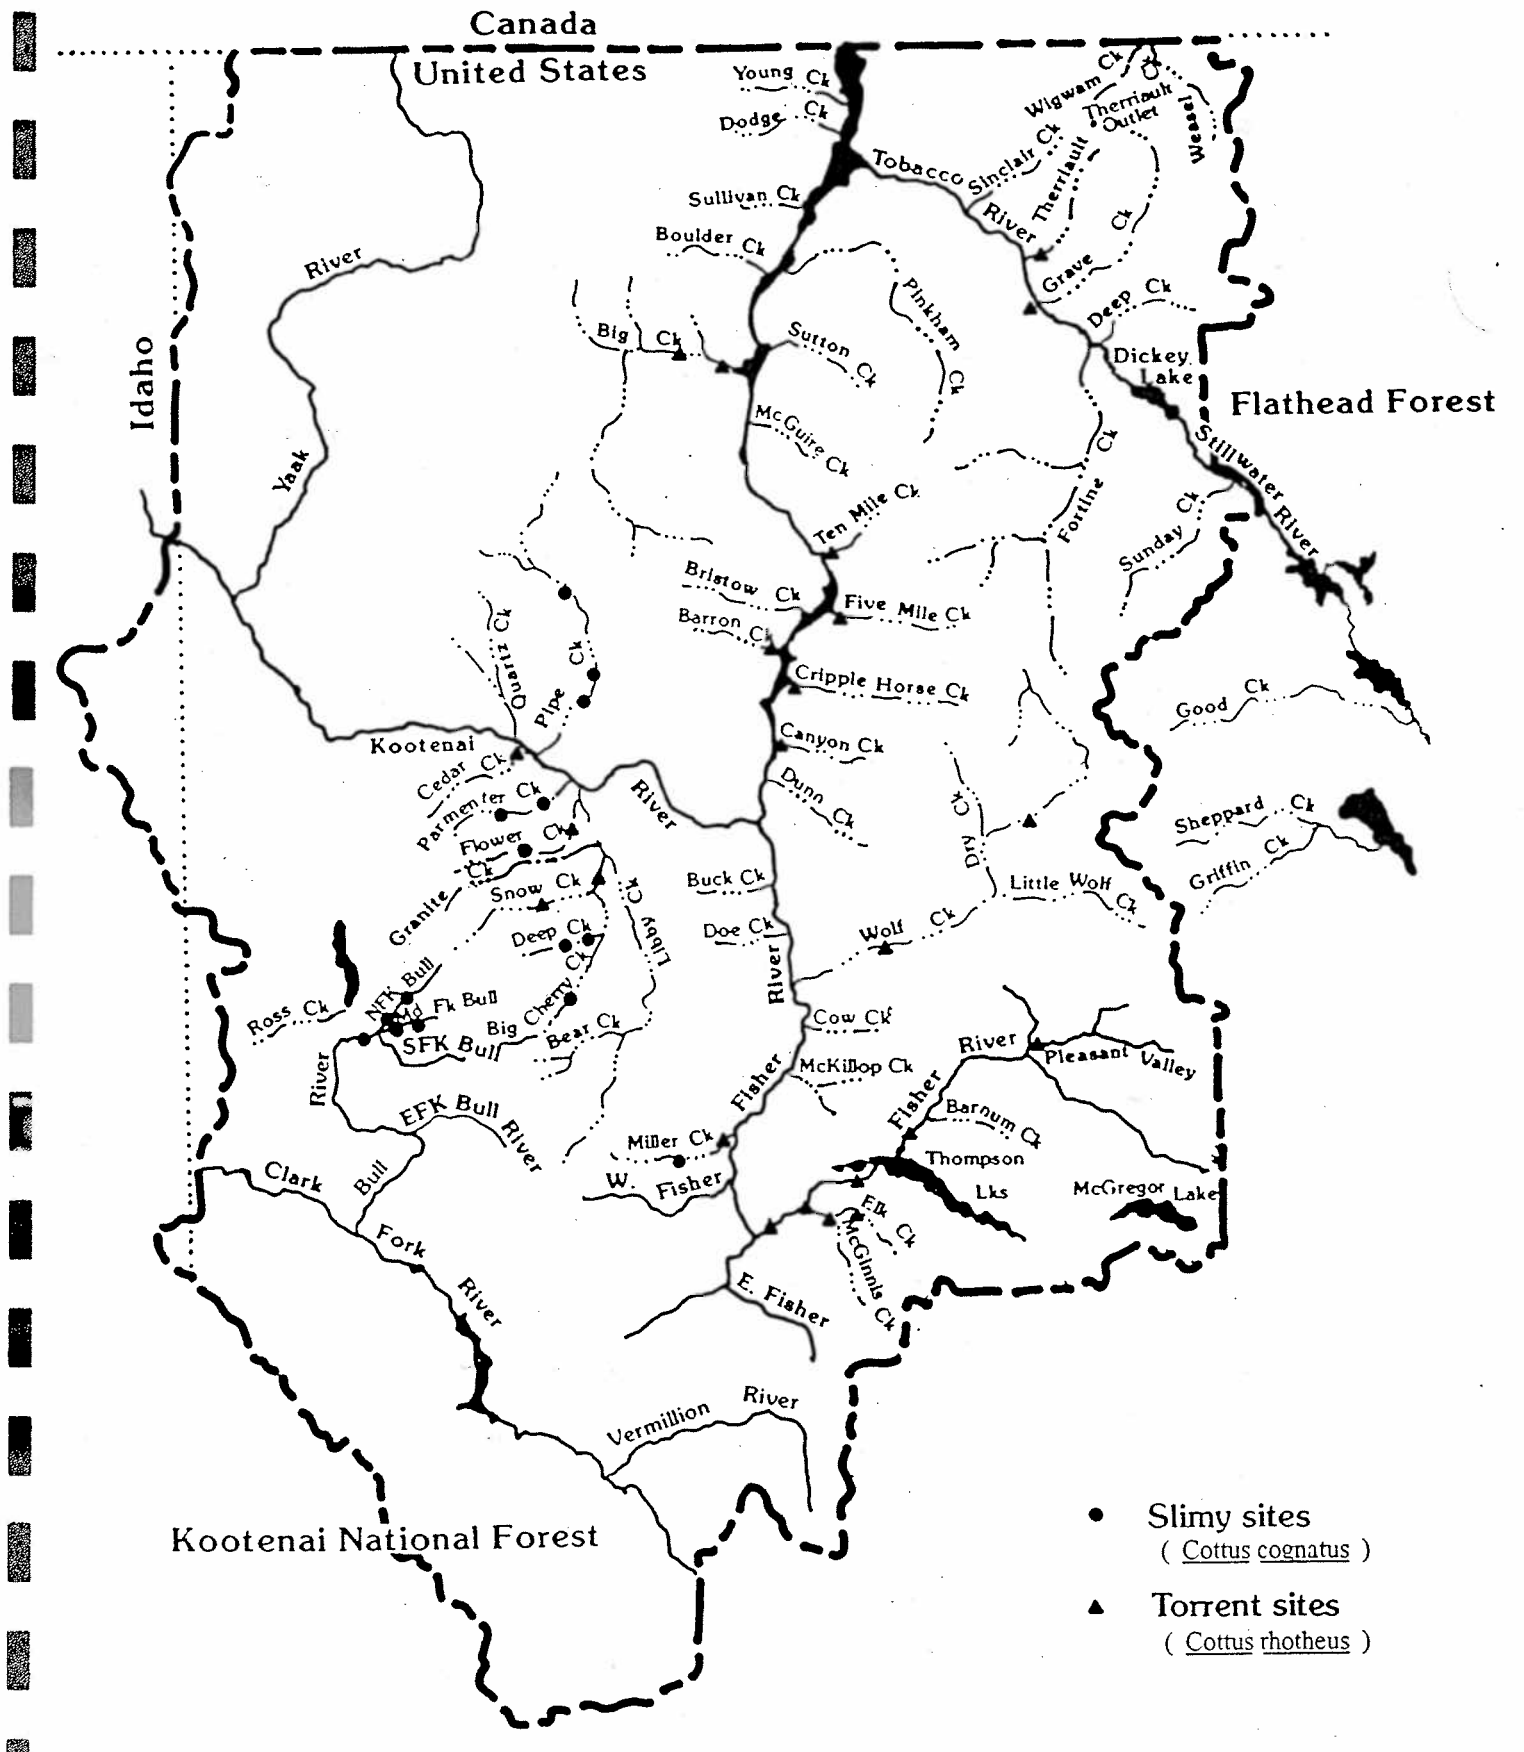 Canada
United States
Young Ck
Dodge Ck
Wigwam Ck
Ck
Therriault
Outlet
Weasel
Tobacco
River
Sinclair Ck
Therriault
Sullivan Ck
Boulder Ck
River
Grave Ck
Deep Ck
Pinkham
Ck
Big Ck
Sutton
Ck
Idaho
Dickey
Lake
Flathead Forest
McGuire
Ck
Stillwater
River
Yaak
Ck
Fortine
Ten Mile Ck
Sunday Ck
Bristow Ck
Five Mile Ck
Barron Ck
Quartz Ck
Pipe Ck
Cripple Horse Ck
Good Ck
Kootenai
River
Canyon Ck
Cedar Ck
Dunn
Ck
Parmenter Ck
Dry Ck
Sheppard Ck
Flower Ck
Griffin Ck
Granite Ck
Snow Ck
Buck Ck
Little Wolf
Ck
Libby Ck
Deep Ck
Doe Ck
Wolf Ck
River
NFK Bull
Md Fk Bull
Ross Ck
Big Cherry Ck
SFK Bull
Bear Ck
Cow Ck
River
McKillop Ck
River
Pleasant Valley
Fisher
Fisher
EFK Bull
River
Barnum Ck
Miller Ck
Thompson
Lks
Clark
Bull
W. Fisher
McGregor Lake
Elk
Ck
Fork
McGinnis
Ck
River
E. Fisher
Vermillion River
Kootenai National Forest
● Slimy sites
( Cottus cognatus )
▲ Torrent sites
( Cottus rhotheus )